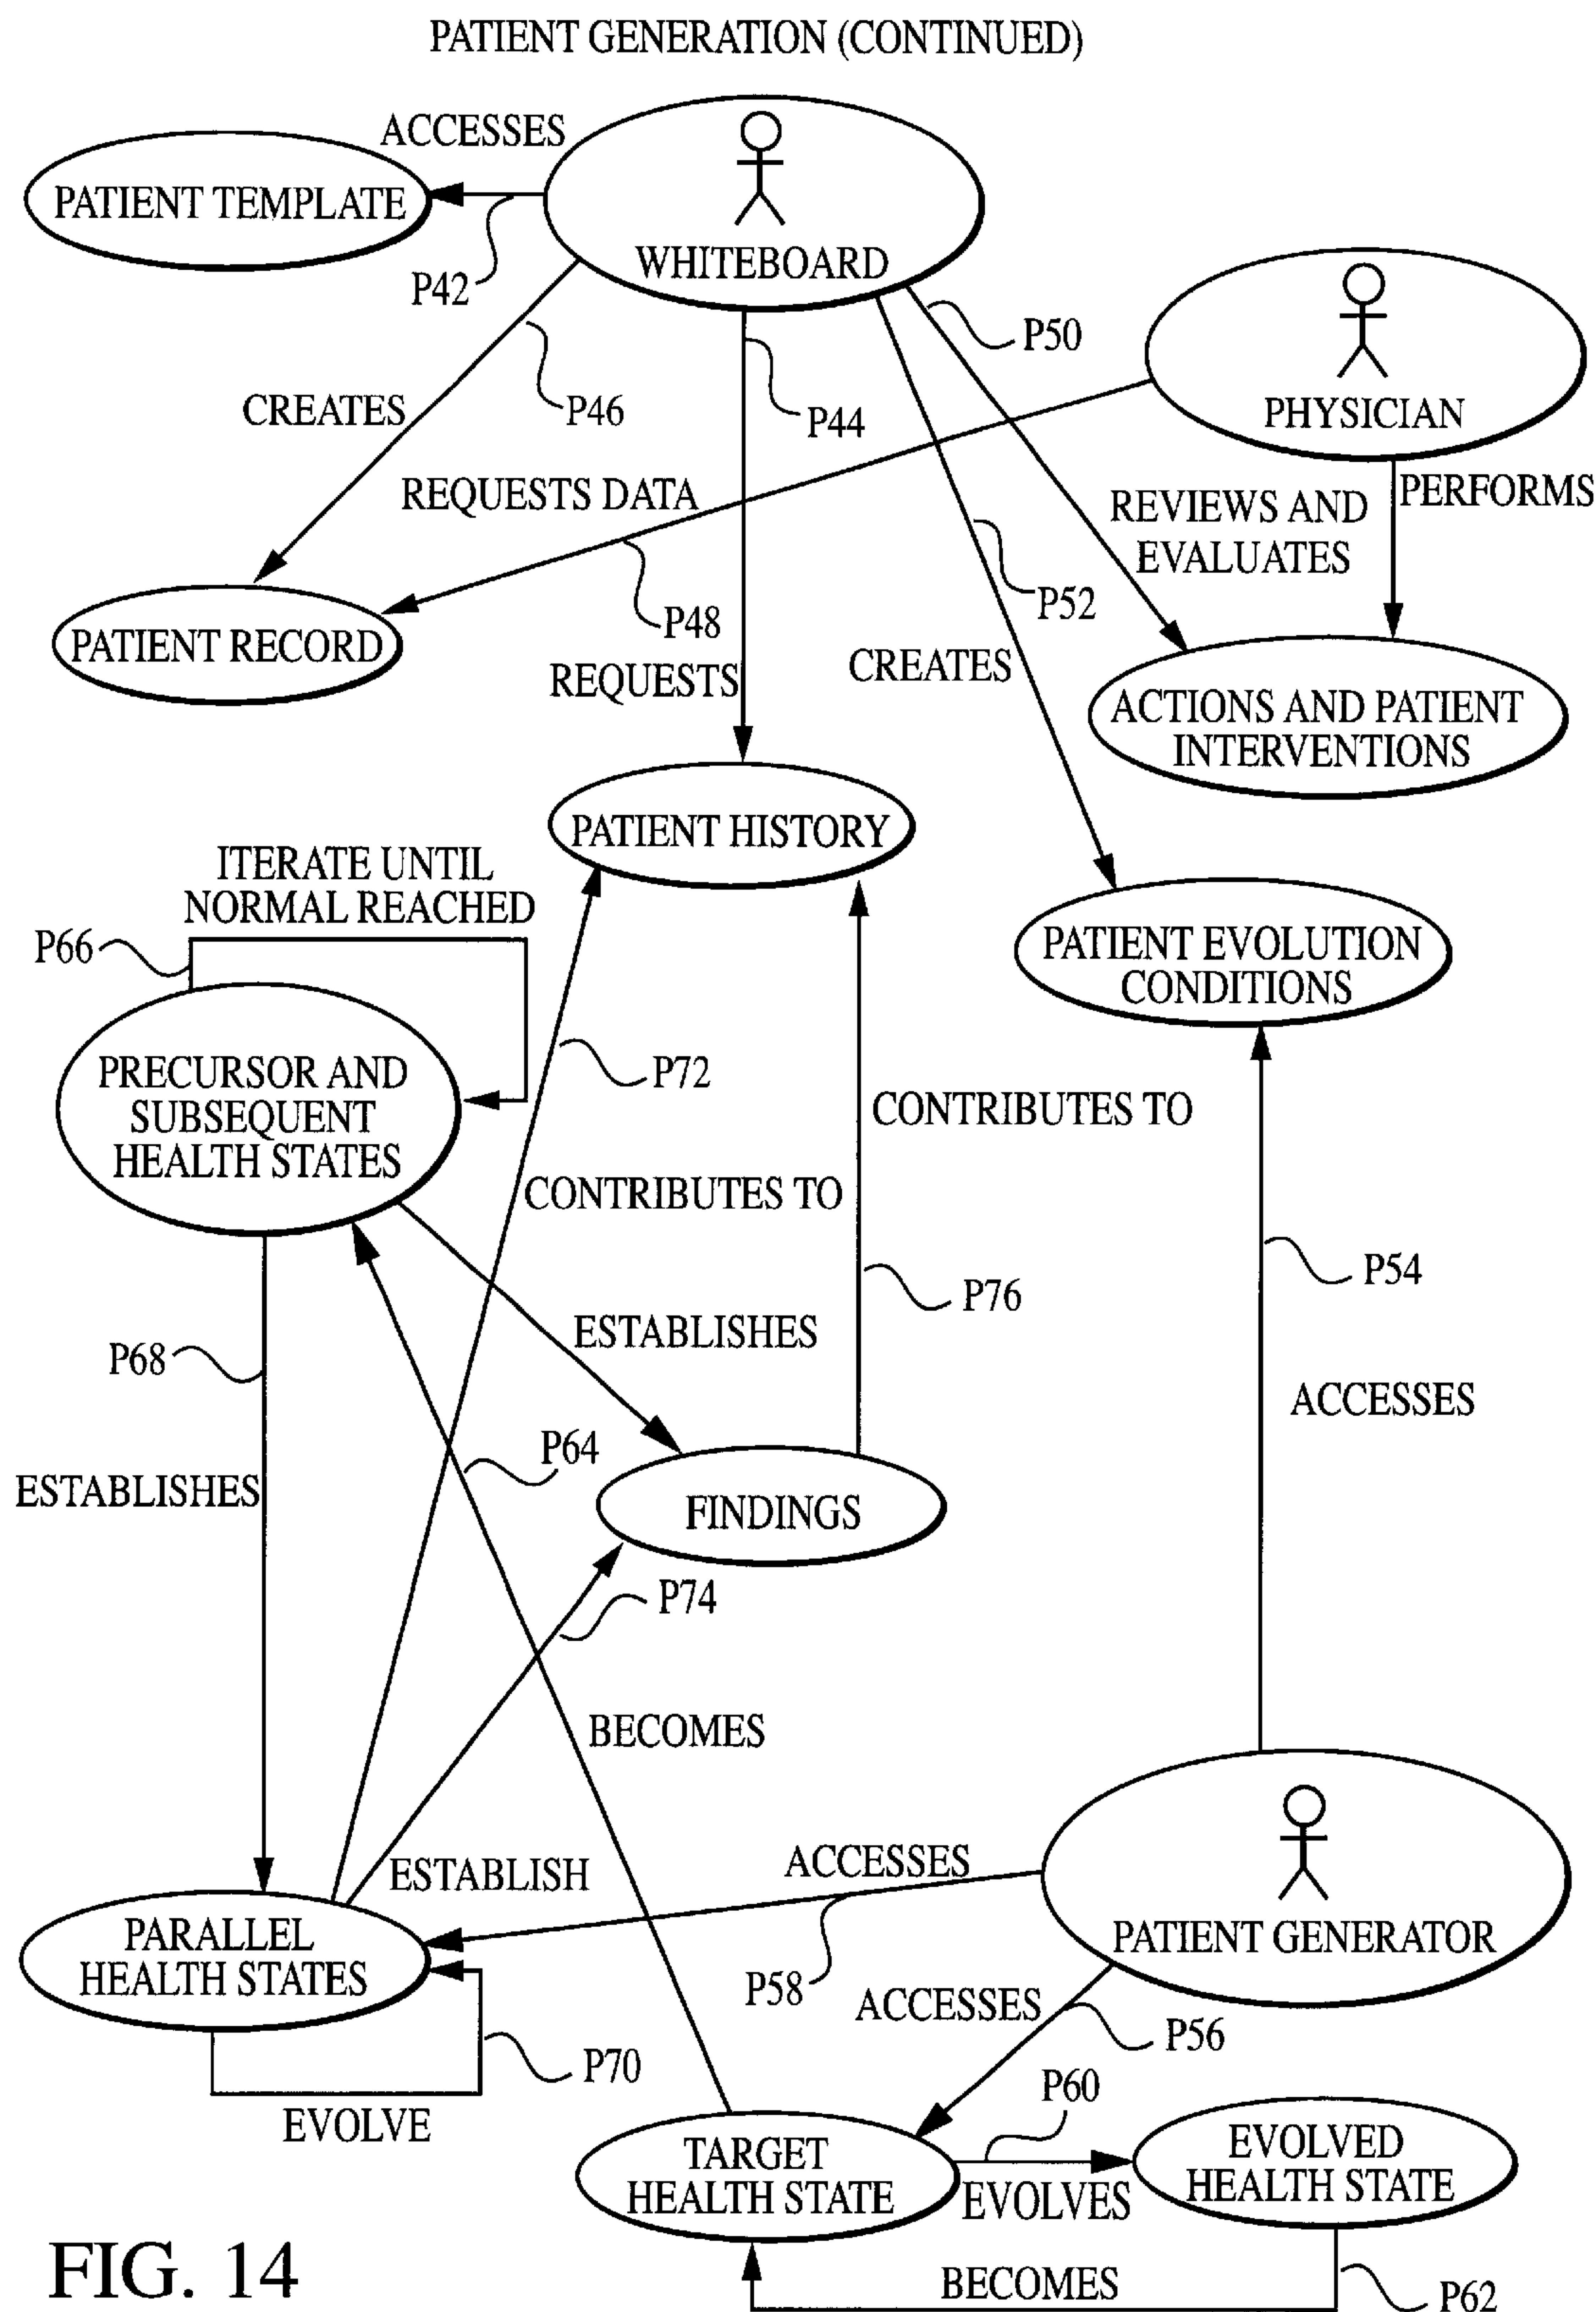 PATIENT GENERATION (CONTINUED)
ACCESSES
PATIENT TEMPLATE
WHITEBOARD
P42
P50
PHYSICIAN
CREATES
P46
P44
REQUESTS DATA
PERFORMS
REVIEWS AND
EVALUATES
P52
P48
PATIENT RECORD
REQUESTS
CREATES
ACTIONS AND PATIENT
INTERVENTIONS
PATIENT HISTORY
ITERATE UNTIL
NORMAL REACHED
P66
PATIENT EVOLUTION
CONDITIONS
PRECURSOR AND
SUBSEQUENT
HEALTH STATES
P72
CONTRIBUTES TO
CONTRIBUTES TO
P54
P76
ESTABLISHES
P68
ACCESSES
P64
ESTABLISHES
FINDINGS
P74
BECOMES
ESTABLISH
ACCESSES
PARALLEL
HEALTH STATES
PATIENT GENERATOR
P58
ACCESSES
P56
P70
EVOLVE
P60
TARGET
HEALTH STATE
EVOLVES
EVOLVED
HEALTH STATE
BECOMES
P62
FIG. 14